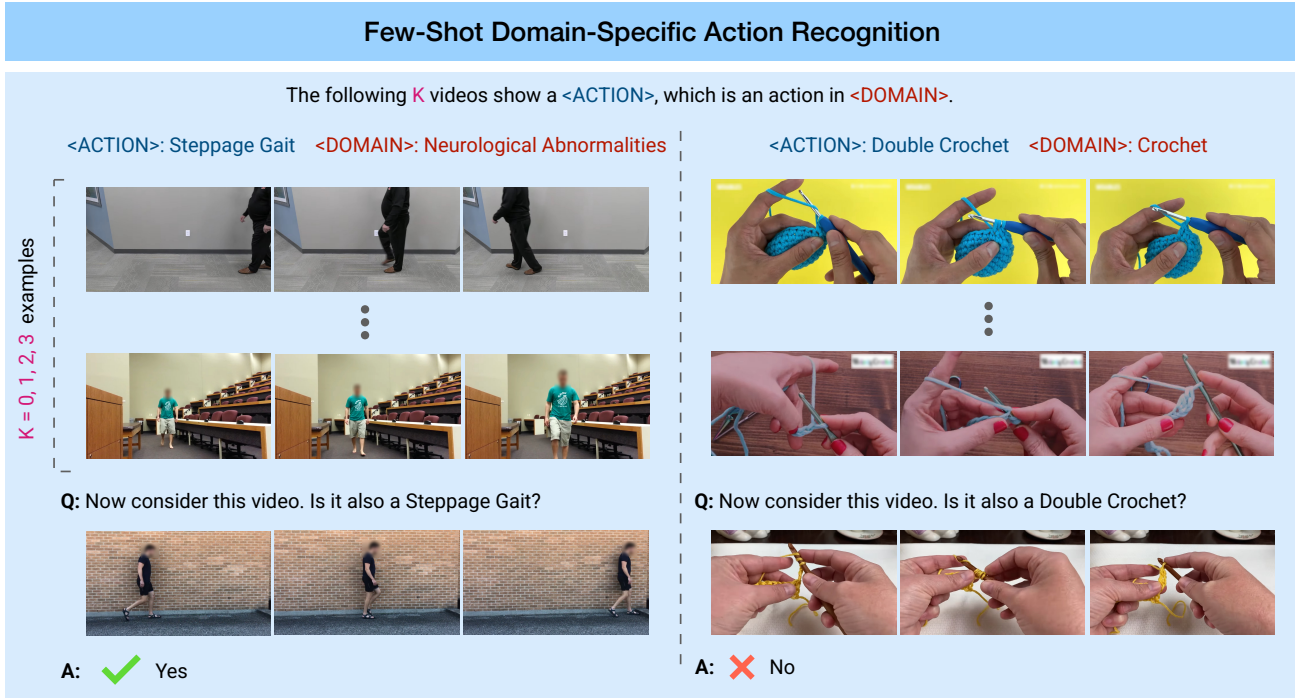 Few-Shot Domain-Specific Action Recognition
The following K videos show a <ACTION>, which is an action in <DOMAIN>.
<ACTION>: Steppage Gait <DOMAIN>: Neurological Abnormalities
K = 0, 1, 2, 3 examples
Q: Now consider this video. Is it also a Steppage Gait?
A: Yes
<ACTION>: Double Crochet <DOMAIN>: Crochet
Q: Now consider this video. Is it also a Double Crochet?
A: No